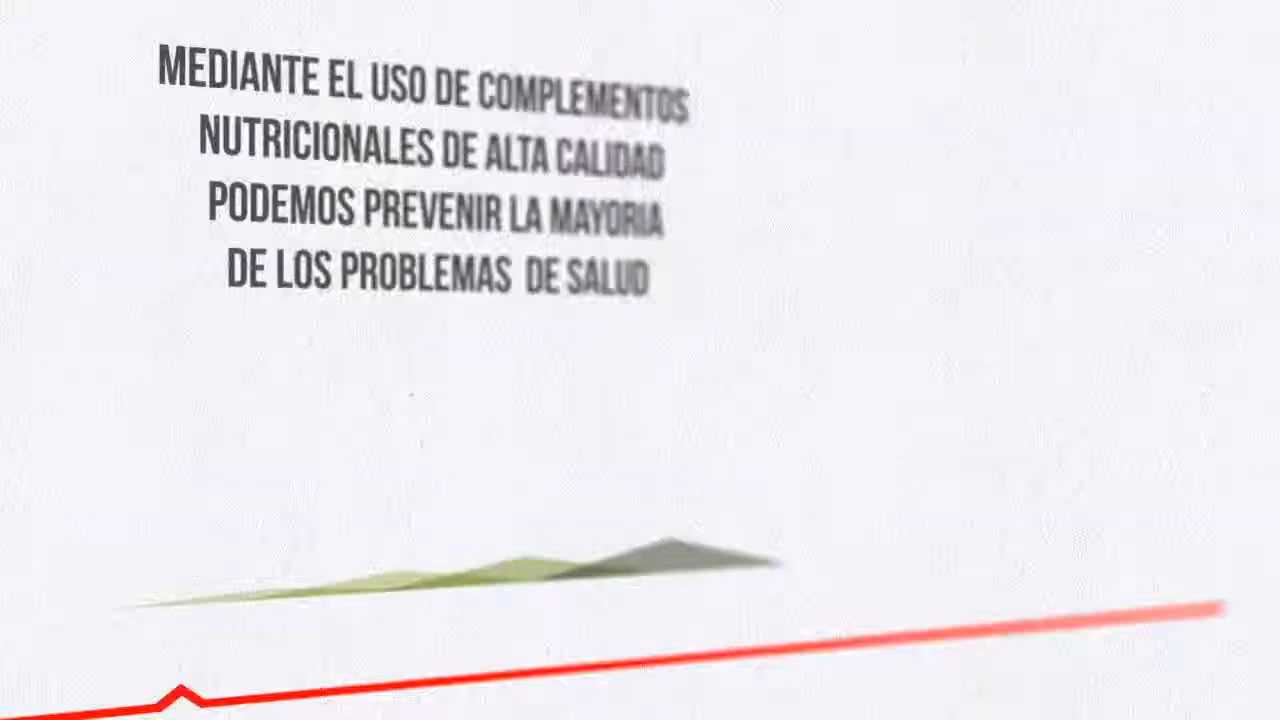 MEDIANTE EL USO DE COMPLEMENTOS
NUTRICIONALES DE ALTA CALIDAD
PODEMOS PREVENIR LA MAYORIA
DE LOS PROBLEMAS DE SALUD